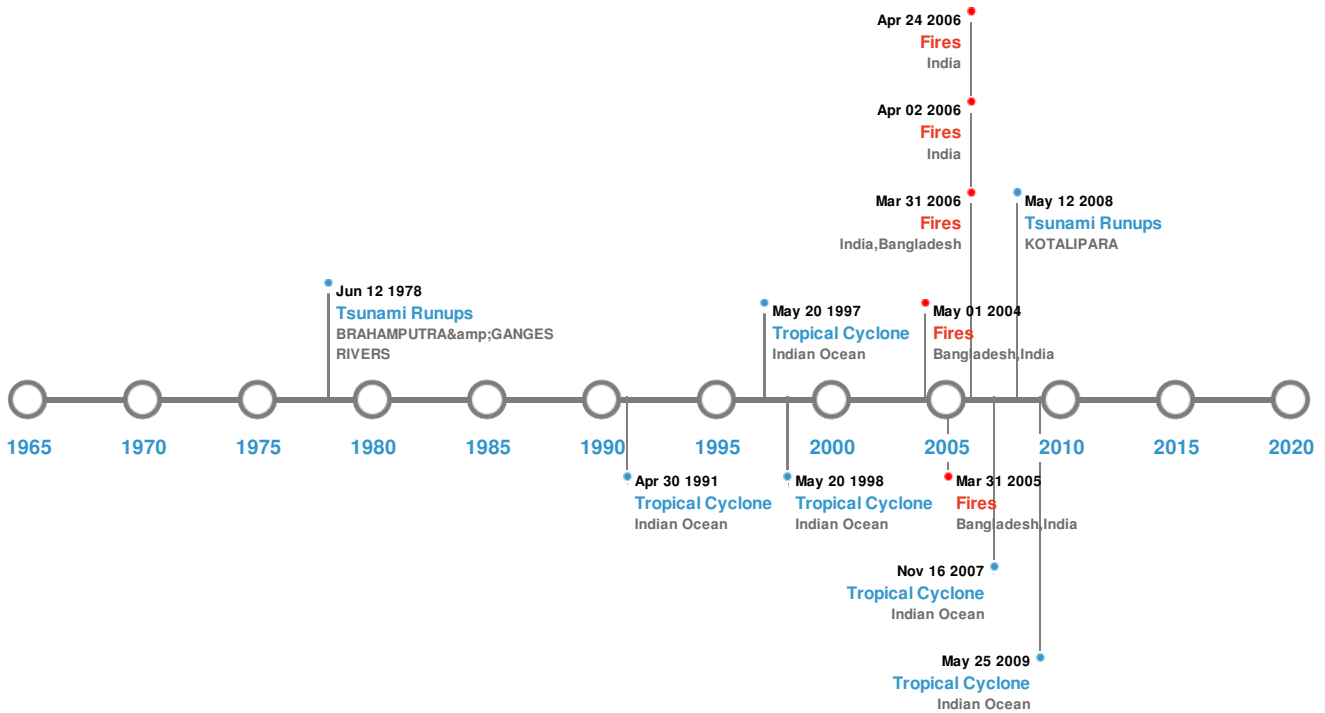 Apr 24 2006
Fires
India
Apr 02 2006
Fires
India
Mar 31 2006
Fires
India,Bangladesh
May 12 2008
Tsunami Runups
KOTALIPARA
Jun 12 1978
Tsunami Runups
BRAHAMPUTRA&amp;GANGES
RIVERS
May 20 1997
Tropical Cyclone
Indian Ocean
May 01 2004
Fires
Bangladesh,India
1965 1970 1975 1980 1985 1990 1995 2000 2005 2010 2015 2020
Apr 30 1991
Tropical Cyclone
Indian Ocean
May 20 1998
Tropical Cyclone
Indian Ocean
Mar 31 2005
Fires
Bangladesh,India
Nov 16 2007
Tropical Cyclone
Indian Ocean
May 25 2009
Tropical Cyclone
Indian Ocean